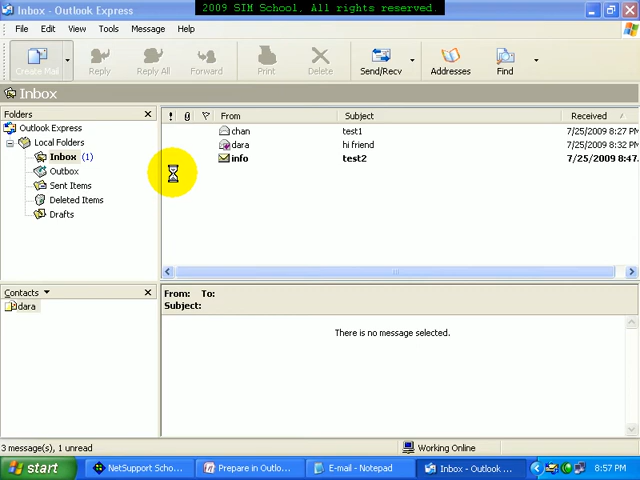 Inbox - Outlook Express
2009 SIM School. All rights reserved.
File Edit View Tools Message Help
Create Mail Reply Reply All Forward Print Delete Send/Recv Addresses Find
Inbox
Folders
Outlook Express
Local Folders
Inbox (1)
Outbox
Sent Items
Deleted Items
Drafts
! From Subject Received
chan test1 7/25/2009 8:27 PM
dara hi friend 7/25/2009 8:32 PM
info test2 7/25/2009 8:47
Contacts
dara
From: To:
Subject:
There is no message selected.
3 message(s), 1 unread
Working Online
start NetSupport Schoo... Prepare in Outlo... E-mail - Notepad Inbox - Outlook ... 8:57 PM